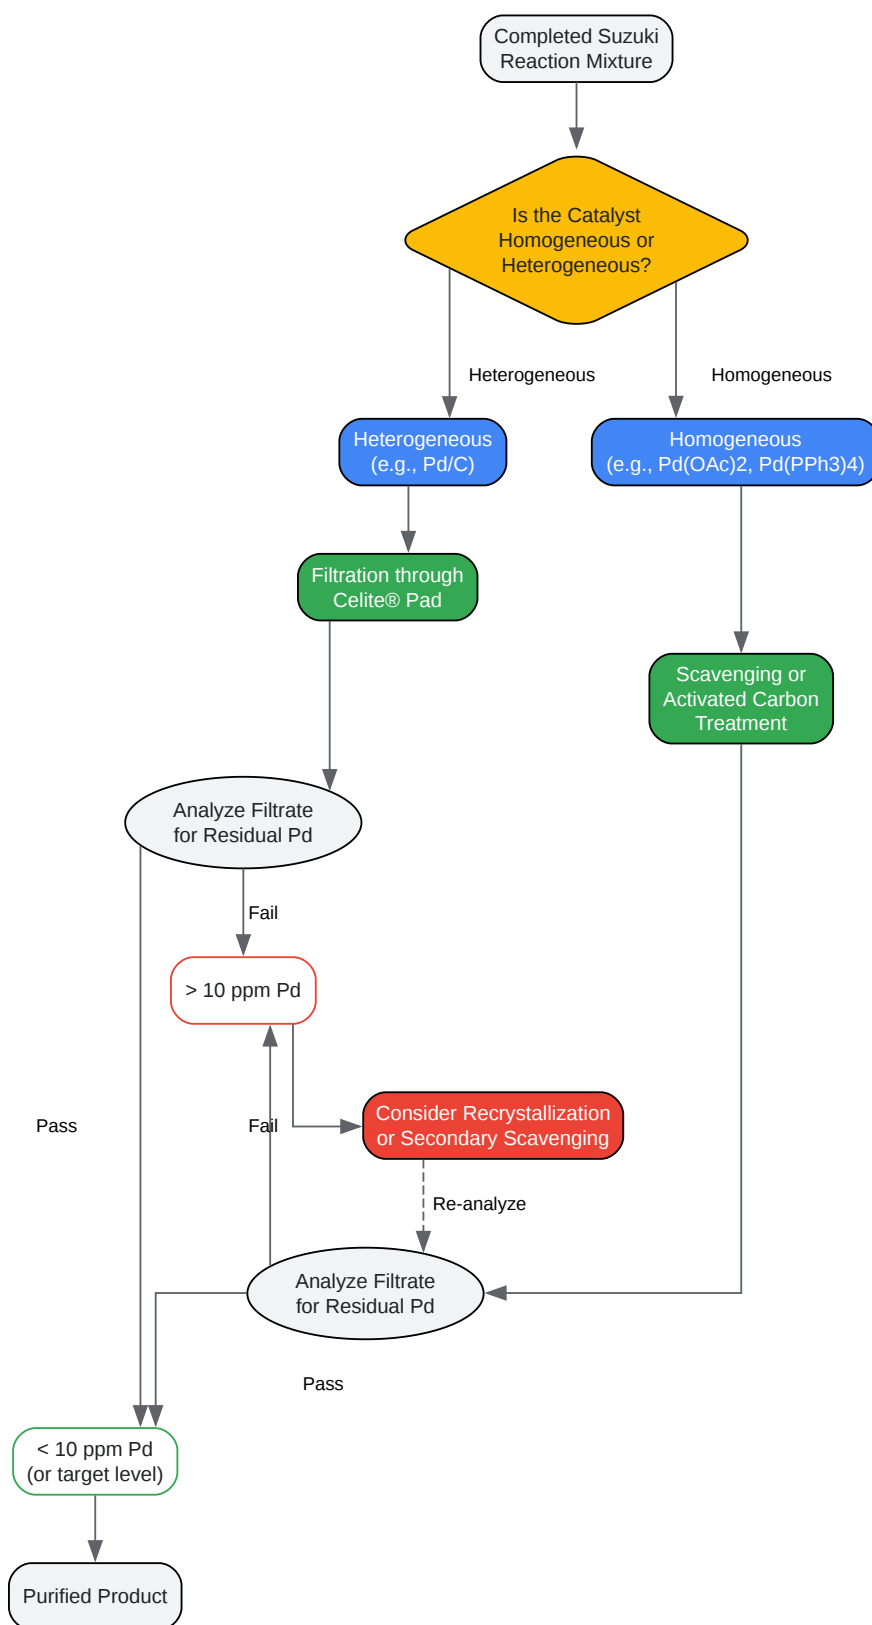 Completed Suzuki
Reaction Mixture
Is the Catalyst
Homogeneous or
Heterogeneous?
Heterogeneous
Homogeneous
Heterogeneous
(e.g., Pd/C)
Homogeneous
(e.g., Pd(OAc)2, Pd(PPh3)4)
Filtration through
Celite® Pad
Scavenging or
Activated Carbon
Treatment
Analyze Filtrate
for Residual Pd
Fail
> 10 ppm Pd
Pass
Fail
Consider Recrystallization
or Secondary Scavenging
Re-analyze
Analyze Filtrate
for Residual Pd
Pass
< 10 ppm Pd
(or target level)
Purified Product